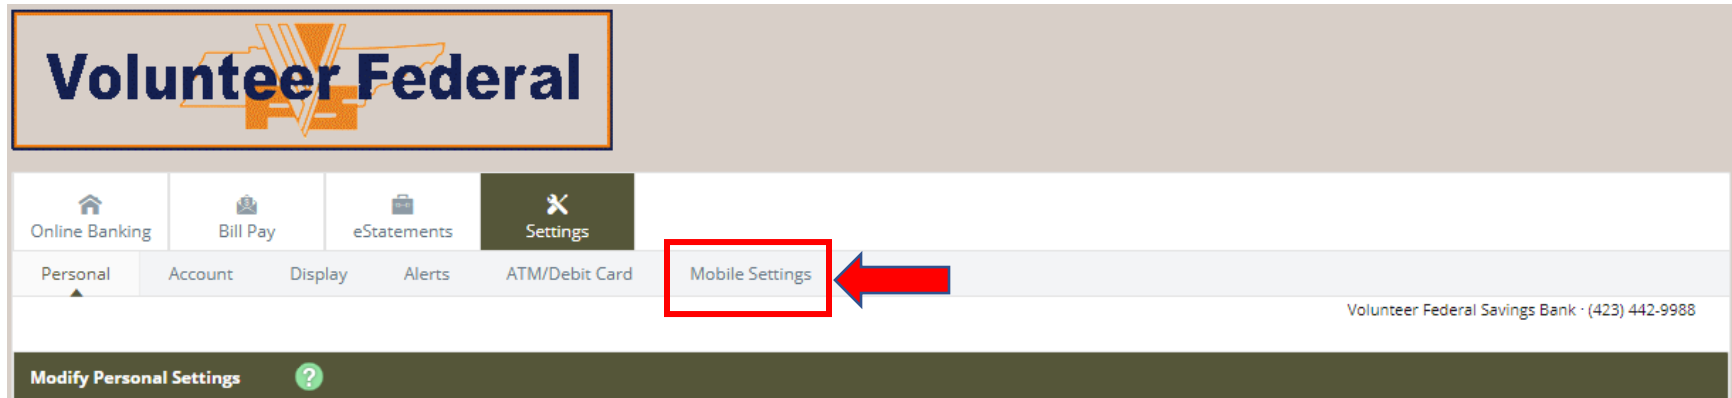 Volunteer Federal
VFS
Online Banking
Bill Pay
eStatements
Settings
Personal
Account
Display
Alerts
ATM/Debit Card
Mobile Settings
Volunteer Federal Savings Bank · (423) 442-9988
Modify Personal Settings
?